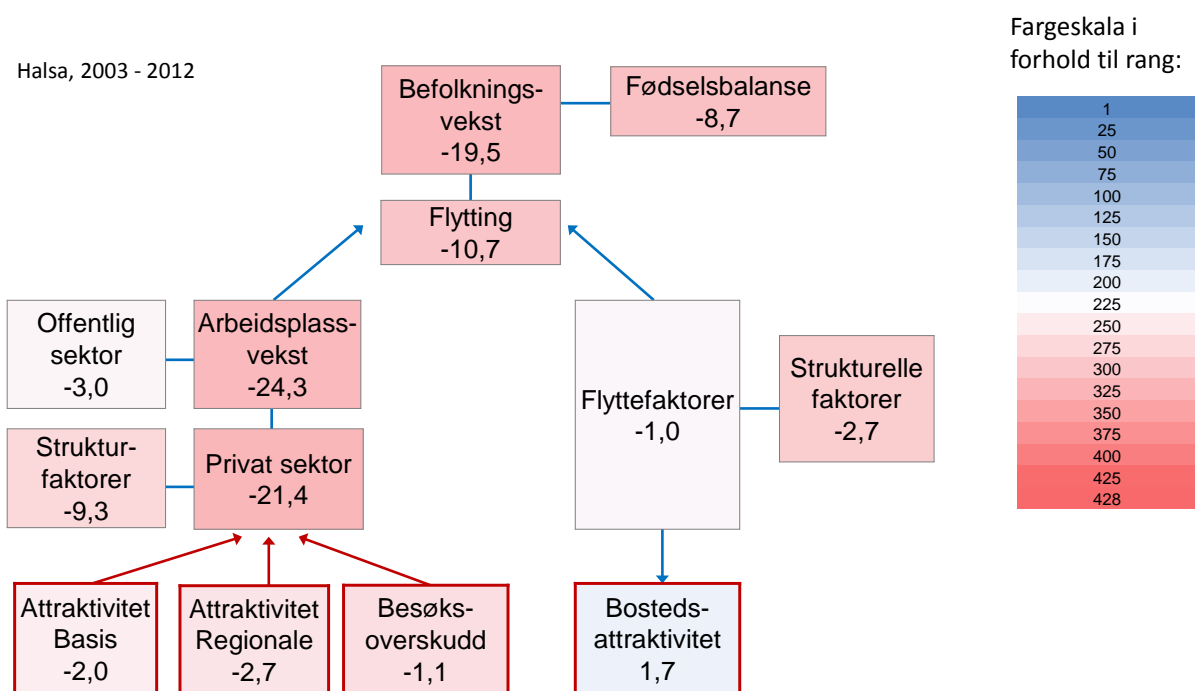 Halsa, 2003 - 2012
Befolknings-
vekst
-19,5
Fødselsbalanse
-8,7
Flytting
-10,7
Offentlig
sektor
-3,0
Arbeidsplass-
vekst
-24,3
Flyttefaktorer
-1,0
Strukturelle
faktorer
-2,7
Struktur-
faktorer
-9,3
Privat sektor
-21,4
Attraktivitet
Basis
-2,0
Attraktivitet
Regionale
-2,7
Besøks-
overskudd
-1,1
Bosteds-
attraktivitet
1,7
Fargeskala i
forhold til rang:
1
25
50
75
100
125
150
175
200
225
250
275
300
325
350
375
400
425
428